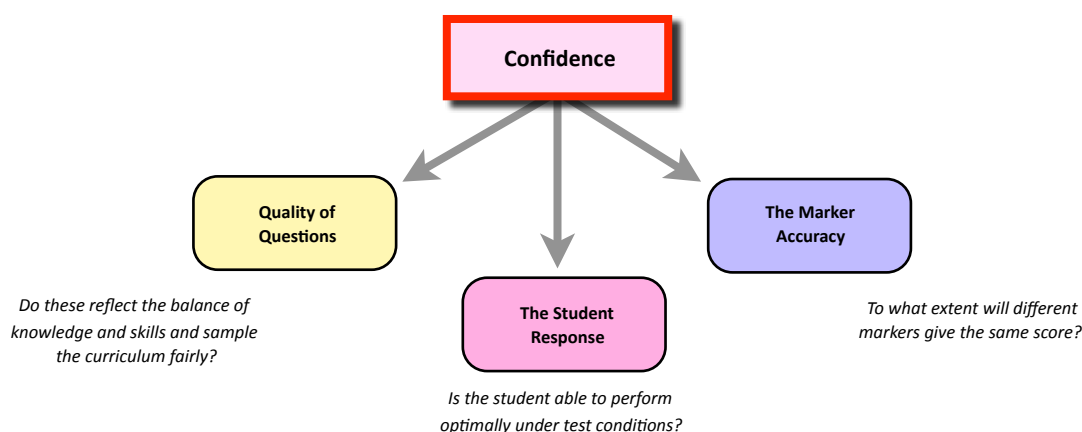 Confidence
Quality of
Questions
The Marker
Accuracy
Do these reflect the balance of
knowledge and skills and sample
the curriculum fairly?
The Student
Response
To what extent will different
markers give the same score?
Is the student able to perform
optimally under test conditions?